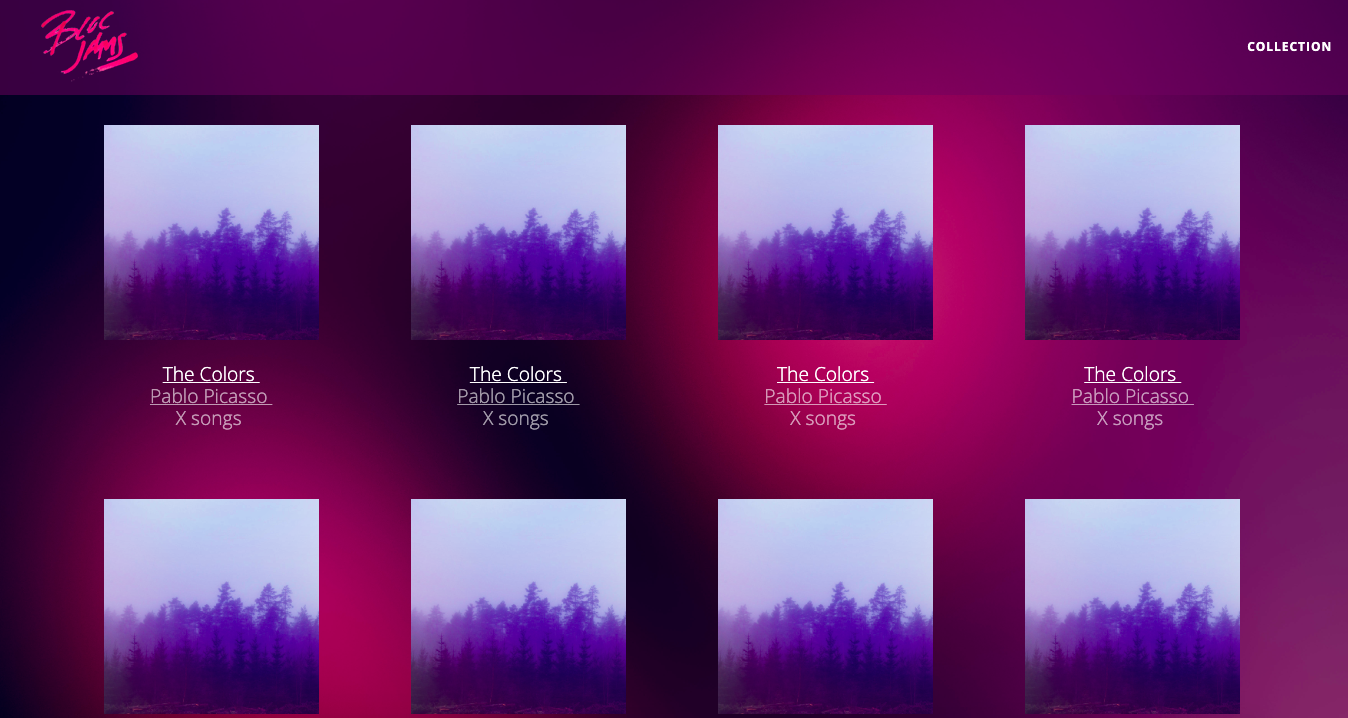 BLOC
JAMS
COLLECTION
The Colors
Pablo Picasso
X songs
The Colors
Pablo Picasso
X songs
The Colors
Pablo Picasso
X songs
The Colors
Pablo Picasso
X songs